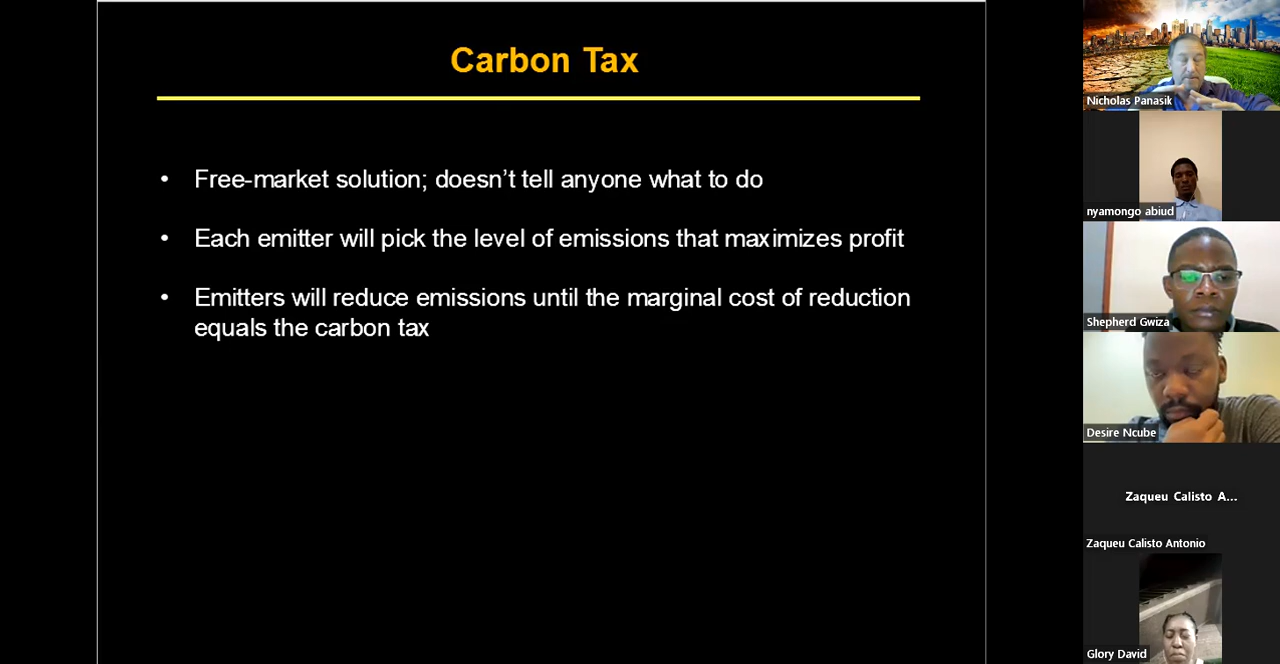 Carbon Tax
• Free-market solution; doesn't tell anyone what to do
• Each emitter will pick the level of emissions that maximizes profit
• Emitters will reduce emissions until the marginal cost of reduction
equals the carbon tax
Nicholas Panasik
nyamongo abiud
Shepherd Gwiza
Desire Ncube
Zaqueu Calisto A...
Zaqueu Calisto Antonio
Glory David